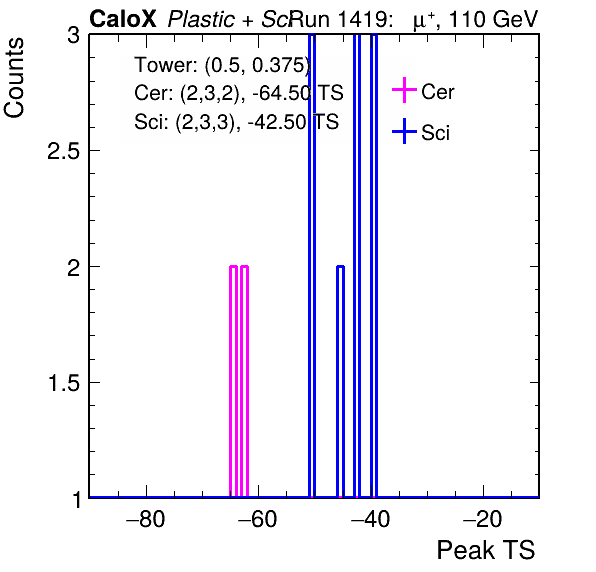 CaloX Plastic + Sci Run 1419: μ⁺, 110 GeV
Counts
Tower: (0.5, 0.375)
Cer: (2,3,2), -64.50 TS
Sci: (2,3,3), -42.50 TS
Cer
Sci
3
2.5
2
1.5
1
−80 −60 −40 −20
Peak TS